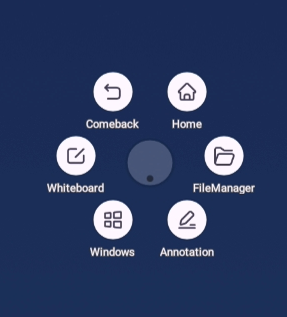 Comeback
Home
Whiteboard
FileManager
Windows
Annotation